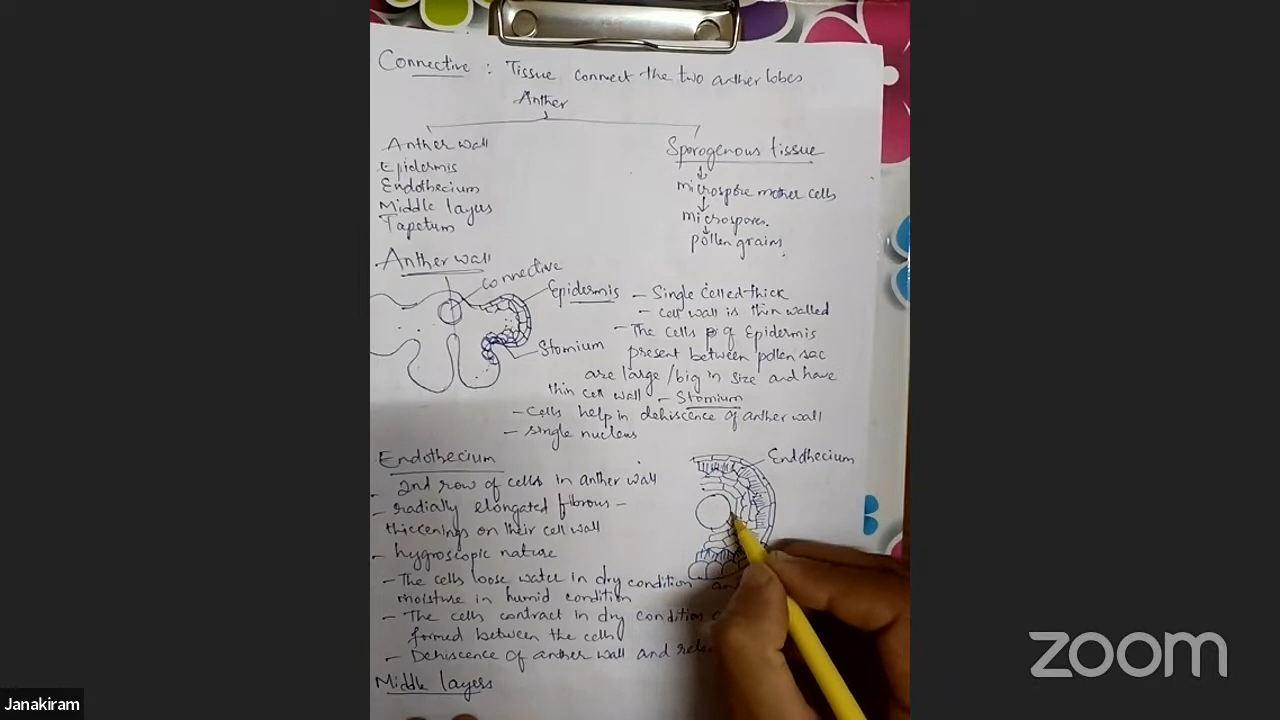 Connective : Tissue connect the two anther lobes
Anther
Anther wall
Epidermis
Endothecium
Middle layers
Tapetum
Sporogenous tissue
microspore mother cells
microspores.
pollen grains
Anther wall
connective
Epidermis
Stomium
- Single celled thick
- cell wall is thin walled
- The cells of Epidermis
present between pollen sac
are large/big in size and have
thin cell wall - Stomium
- Cells help in dehiscence of anther wall
- single nucleus
Endothecium
- 2nd row of cells in anther wall
- radially elongated fibrous -
thickenings on their cell wall
- hygroscopic nature
- The cells loose water in dry condition
moisture in humid condition
- The cells contract in dry condition
formed between the cells
- Dehiscence of anther wall and
Enddhecium
Middle layers
Janakiram
zoom